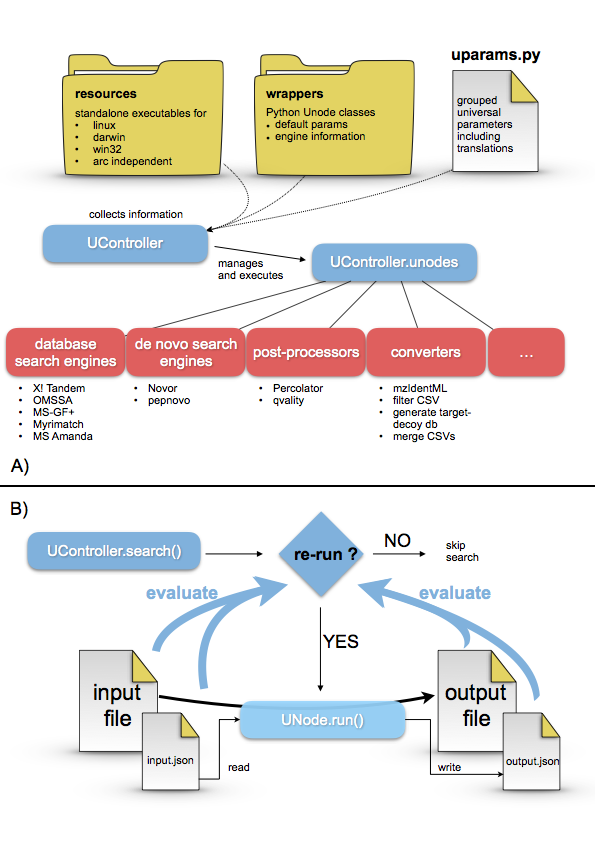 uparams.py
resources
standalone executables for
• linux
• darwin
• win32
• arc independent
wrappers
Python Unode classes
• default params
• engine information
grouped
universal
parameters
including
translations
collects information
UController
manages
and executes
UController.unodes
database
search engines
de novo search
engines
post-processors
converters
...
• X! Tandem
• OMSSA
• MS-GF+
• Myrimatch
• MS Amanda
• Novor
• pepnovo
• Percolator
• qvality
• mzIdentML
• filter CSV
• generate target-
decoy db
• merge CSVs
A)
B)
UController.search()
re-run ?
NO
skip
search
evaluate
evaluate
YES
input
file
input.json
read
UNode.run()
write
output
file
output.json